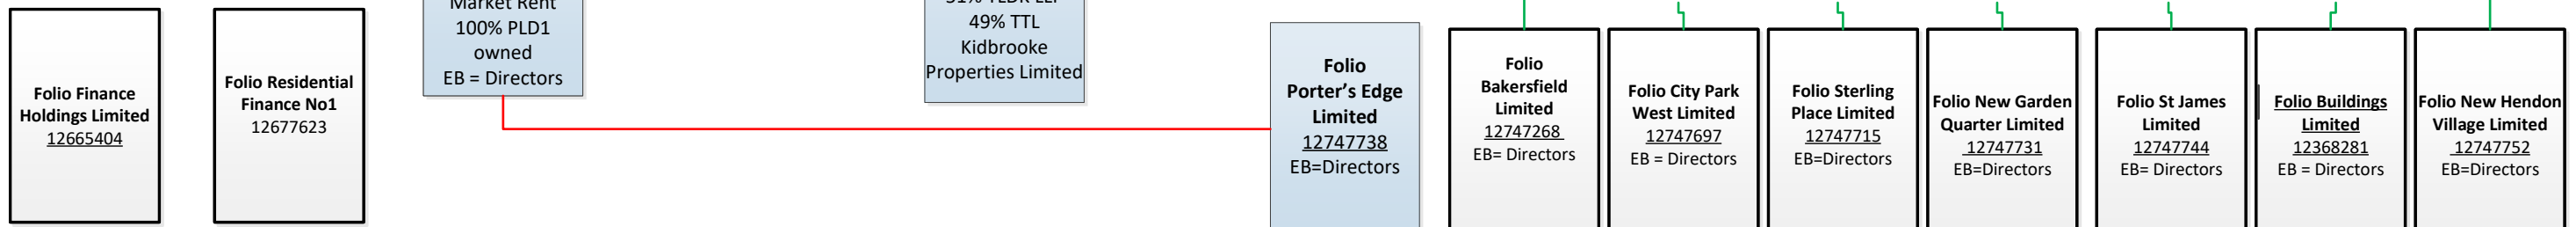 Folio Finance
Holdings Limited
12665404
Folio Residential
Finance No1
12677623
Market Rent
100% PLD1
owned
EB = Directors
49% TTL
Kidbrooke
Properties Limited
Folio
Porter’s Edge
Limited
12747738
EB=Directors
Folio
Bakersfield
Limited
12747268
EB= Directors
Folio City Park
West Limited
12747697
EB = Directors
Folio Sterling
Place Limited
12747715
EB=Directors
Folio New Garden
Quarter Limited
12747731
EB=Directors
Folio St James
Limited
12747744
EB= Directors
Folio Buildings
Limited
12368281
EB = Directors
Folio New Hendon
Village Limited
12747752
EB=Directors